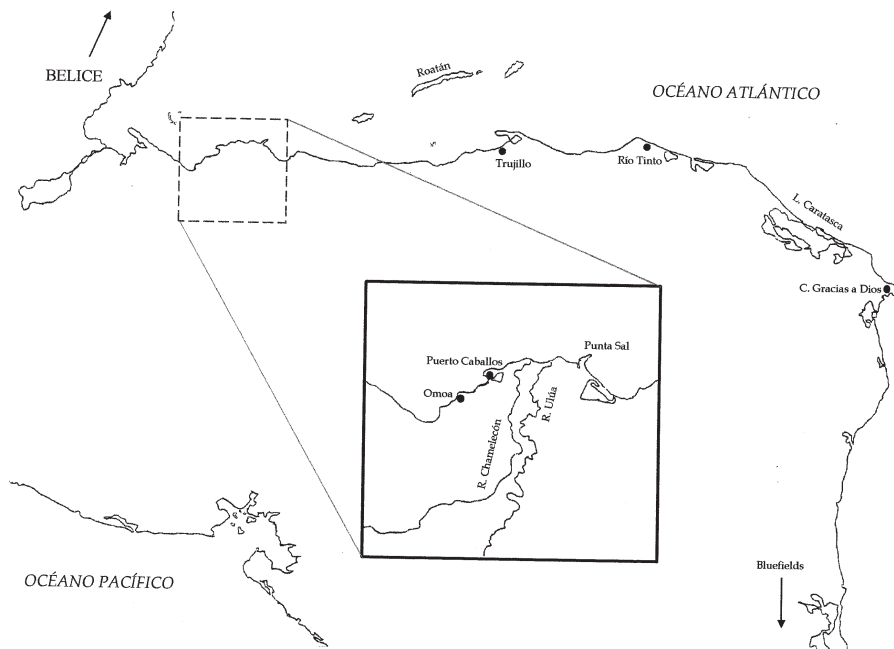 BELICE
Roatán
OCÉANO ATLÁNTICO
Trujillo
Río Tinto
L. Caratasca
C. Gracias a Dios
Punta Sal
Puerto Caballos
Omoa
R. Ulúa
R. Chamelecón
Bluefields
OCÉANO PACÍFICO